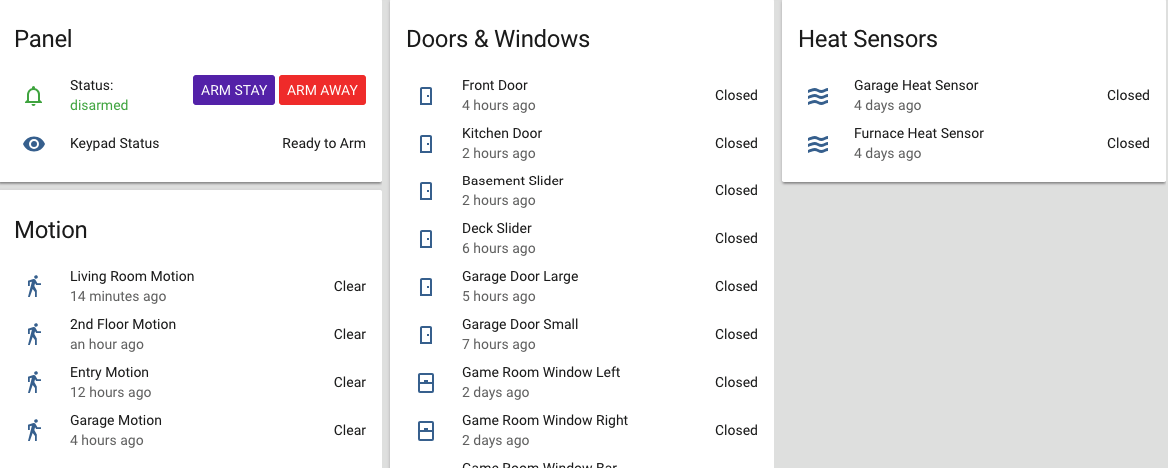 Panel
Status:
disarmed
ARM STAY
ARM AWAY
Keypad Status
Ready to Arm
Motion
Living Room Motion
14 minutes ago
Clear
2nd Floor Motion
an hour ago
Clear
Entry Motion
12 hours ago
Clear
Garage Motion
4 hours ago
Clear
Doors & Windows
Front Door
4 hours ago
Closed
Kitchen Door
2 hours ago
Closed
Basement Slider
2 hours ago
Closed
Deck Slider
6 hours ago
Closed
Garage Door Large
5 hours ago
Closed
Garage Door Small
7 hours ago
Closed
Game Room Window Left
2 days ago
Closed
Game Room Window Right
2 days ago
Closed
Game Room Window Bar
Heat Sensors
Garage Heat Sensor
4 days ago
Closed
Furnace Heat Sensor
4 days ago
Closed